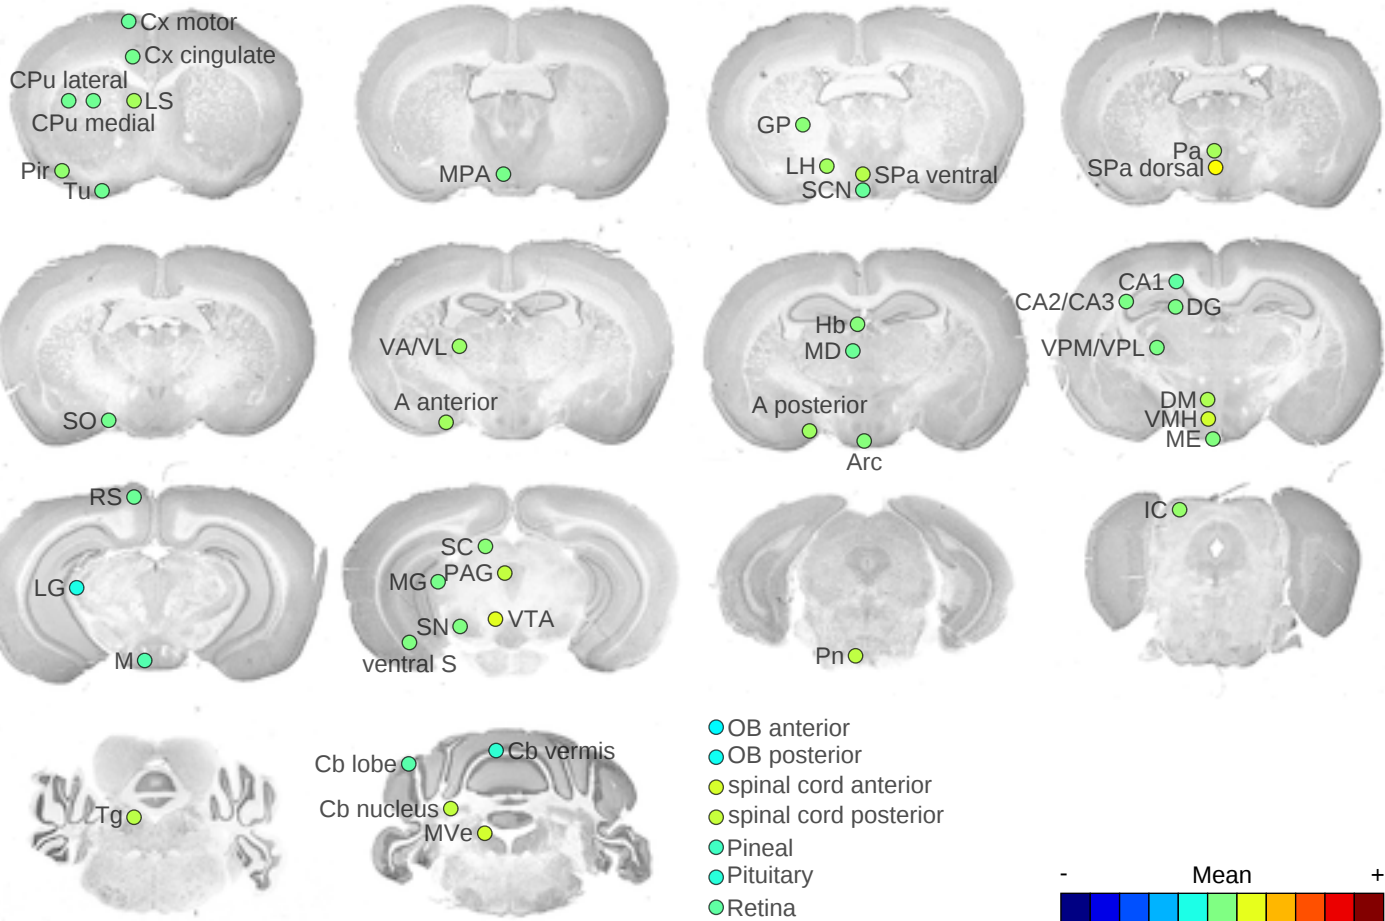 Cx motor
Cx cingulate
CPu lateral
LS
CPu medial
Pir
Tu
MPA
GP
LH
SPa ventral
SCN
Pa
SPa dorsal
SO
VA/VL
A anterior
Hb
MD
A posterior
Arc
CA1
CA2/CA3
DG
VPM/VPL
DM
VMH
ME
RS
LG
M
SC
PAG
MG
VTA
SN
ventral S
Pn
IC
Tg
Cb vermis
Cb lobe
Cb nucleus
MVe
OB anterior
OB posterior
spinal cord anterior
spinal cord posterior
Pineal
Pituitary
Retina
- Mean +